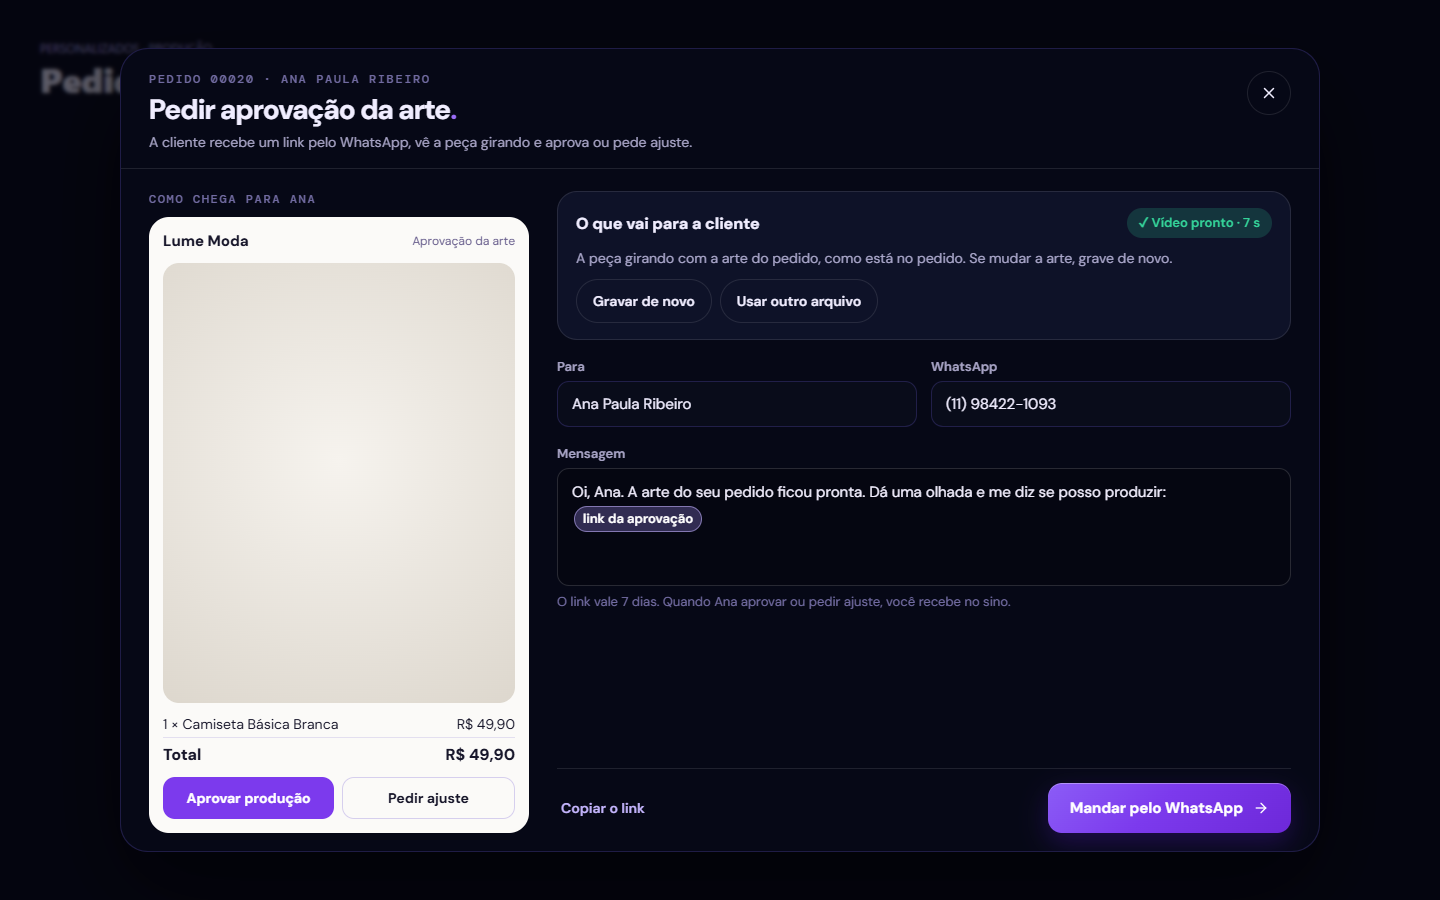 PERSONALIZADOS · PRODUÇÃO
Pedic
PEDIDO 00020 · ANA PAULA RIBEIRO
Pedir aprovação da arte.
A cliente recebe um link pelo WhatsApp, vê a peça girando e aprova ou pede ajuste.
COMO CHEGA PARA ANA
Lume Moda
Aprovação da arte
1 × Camiseta Básica Branca
R$ 49,90
Total
R$ 49,90
Aprovar produção
Pedir ajuste
O que vai para a cliente
✓ Vídeo pronto · 7 s
A peça girando com a arte do pedido, como está no pedido. Se mudar a arte, grave de novo.
Gravar de novo
Usar outro arquivo
Para
WhatsApp
Ana Paula Ribeiro
(11) 98422-1093
Mensagem
Oi, Ana. A arte do seu pedido ficou pronta. Dá uma olhada e me diz se posso produzir:
link da aprovação
O link vale 7 dias. Quando Ana aprovar ou pedir ajuste, você recebe no sino.
Copiar o link
Mandar pelo WhatsApp →